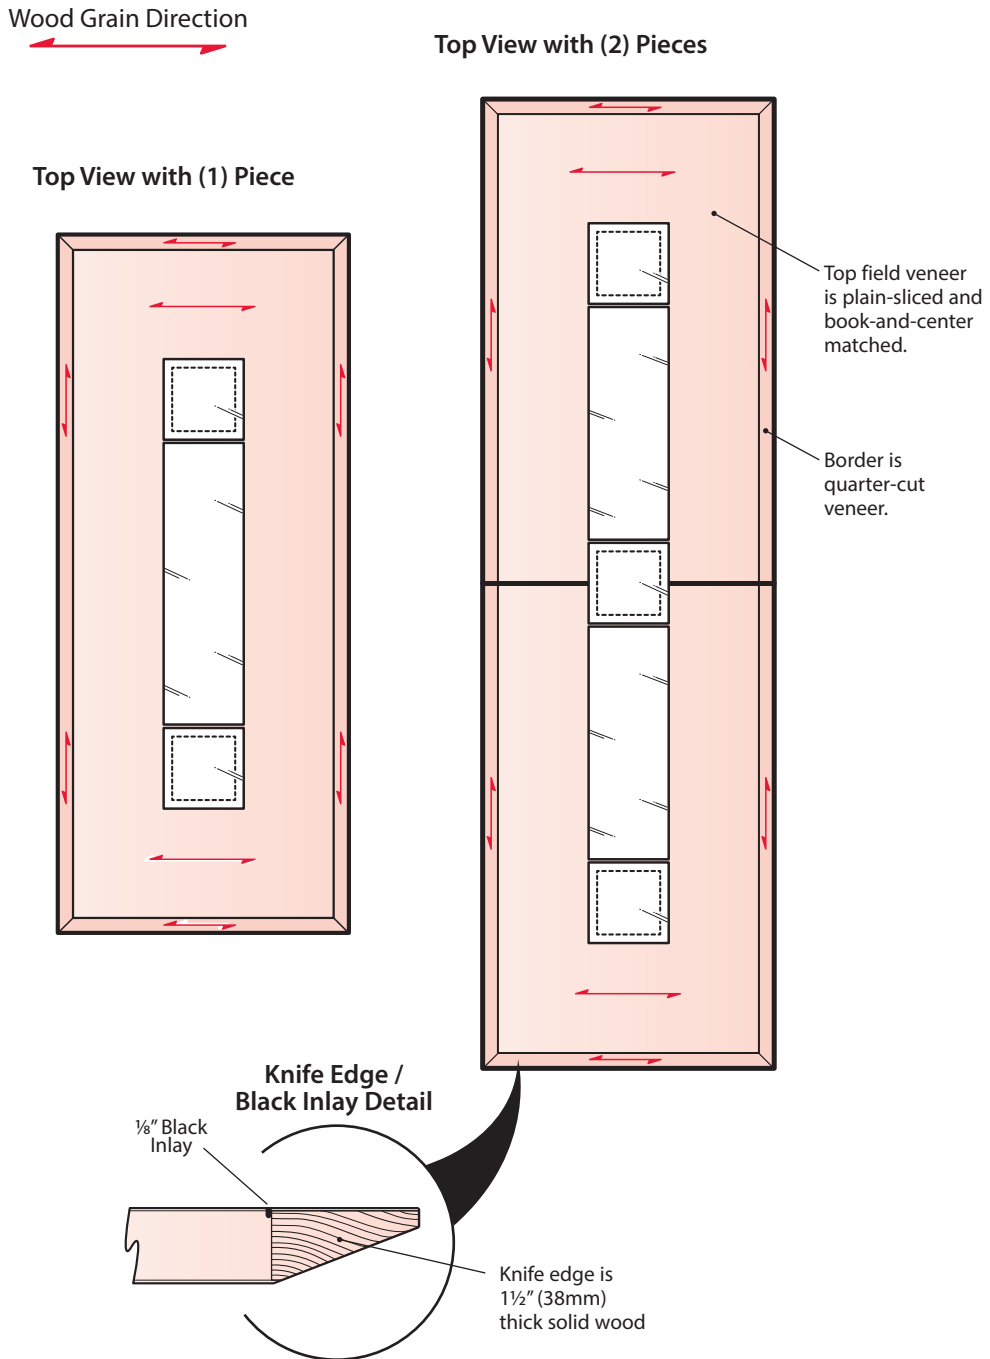 Wood Grain Direction
Top View with (2) Pieces
Top View with (1) Piece
Top field veneer
is plain-sliced and
book-and-center
matched.
Border is
quarter-cut
veneer.
Knife Edge /
Black Inlay Detail
⅛” Black
Inlay
Knife edge is
1½” (38mm)
thick solid wood